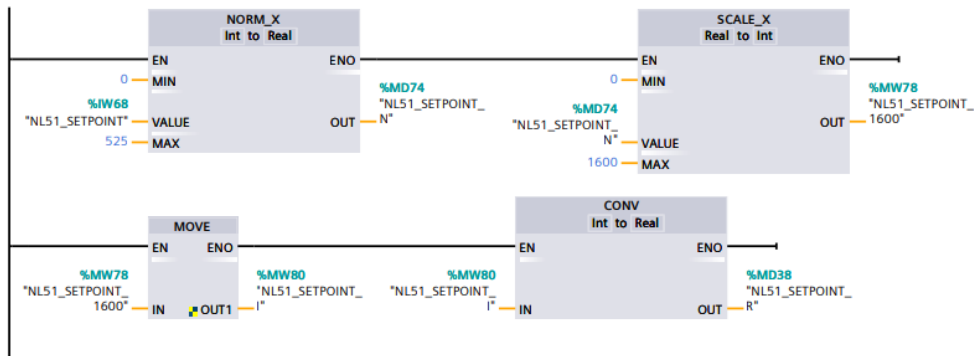 NORM_X
Int to Real
EN ENO
0 MIN
%IW68
"NL51_SETPOINT" VALUE
525 MAX
%MD74
"NL51_SETPOINT_
OUT N"
SCALE_X
Real to Int
EN ENO
0 MIN
%MD74
"NL51_SETPOINT_
N" VALUE
1600 MAX
%MW78
"NL51_SETPOINT_
OUT 1600"
MOVE
EN ENO
%MW78
"NL51_SETPOINT_
1600" IN
%MW80
"NL51_SETPOINT_
OUT1 I"
CONV
Int to Real
EN ENO
%MW80
"NL51_SETPOINT_
I" IN
%MD38
"NL51_SETPOINT_
OUT R"